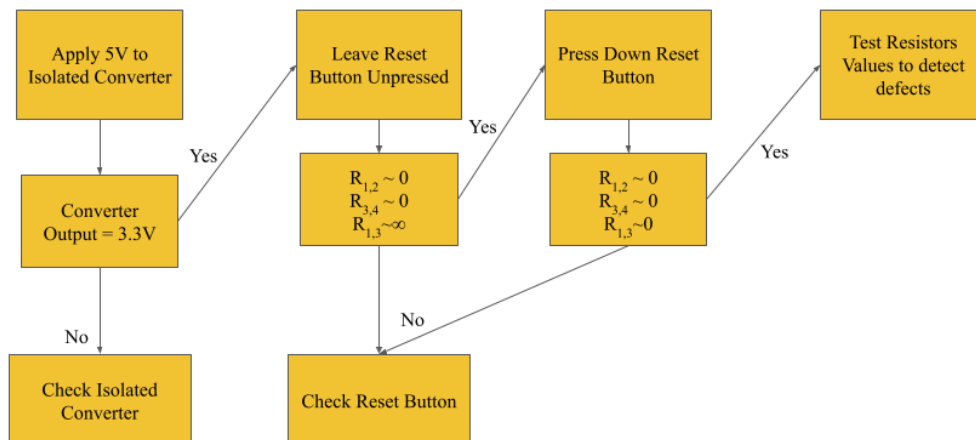 Apply 5V to
Isolated Converter
Leave Reset
Button Unpressed
Press Down Reset
Button
Test Resistors
Values to detect
defects
Yes
Yes
Yes
Converter
Output = 3.3V
R₁,₂ ~ 0
R₃,₄ ~ 0
R₁,₃~∞
R₁,₂ ~ 0
R₃,₄ ~ 0
R₁,₃~0
No
No
Check Isolated
Converter
Check Reset Button